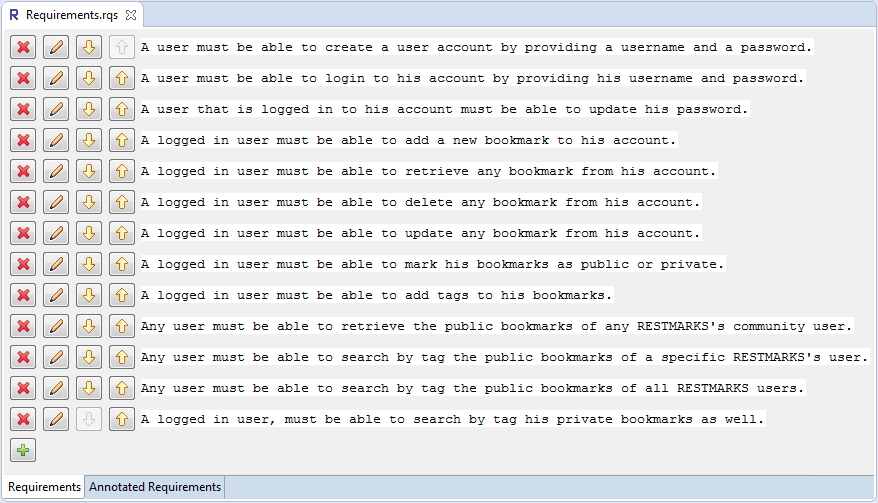 R Requirements.rqs
A user must be able to create a user account by providing a username and a password.
A user must be able to login to his account by providing his username and password.
A user that is logged in to his account must be able to update his password.
A logged in user must be able to add a new bookmark to his account.
A logged in user must be able to retrieve any bookmark from his account.
A logged in user must be able to delete any bookmark from his account.
A logged in user must be able to update any bookmark from his account.
A logged in user must be able to mark his bookmarks as public or private.
A logged in user must be able to add tags to his bookmarks.
Any user must be able to retrieve the public bookmarks of any RESTMARKS's community user.
Any user must be able to search by tag the public bookmarks of a specific RESTMARKS's user.
Any user must be able to search by tag the public bookmarks of all RESTMARKS users.
A logged in user, must be able to search by tag his private bookmarks as well.
Requirements Annotated Requirements